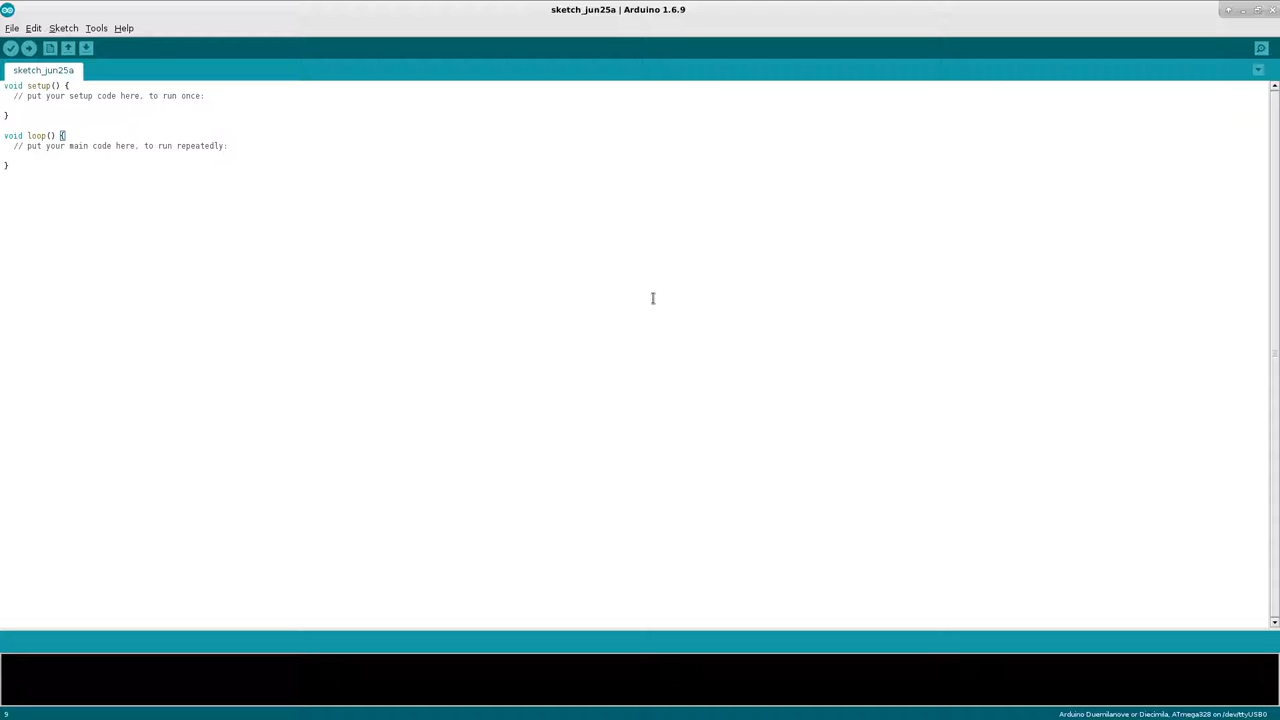 sketch_jun25a | Arduino 1.6.9
File Edit Sketch Tools Help
sketch_jun25a
void setup() {
// put your setup code here, to run once:
}
void loop() {
// put your main code here, to run repeatedly:
}
9
Arduino Duemilanove or Diecimila, ATmega328 on /dev/ttyUSB0